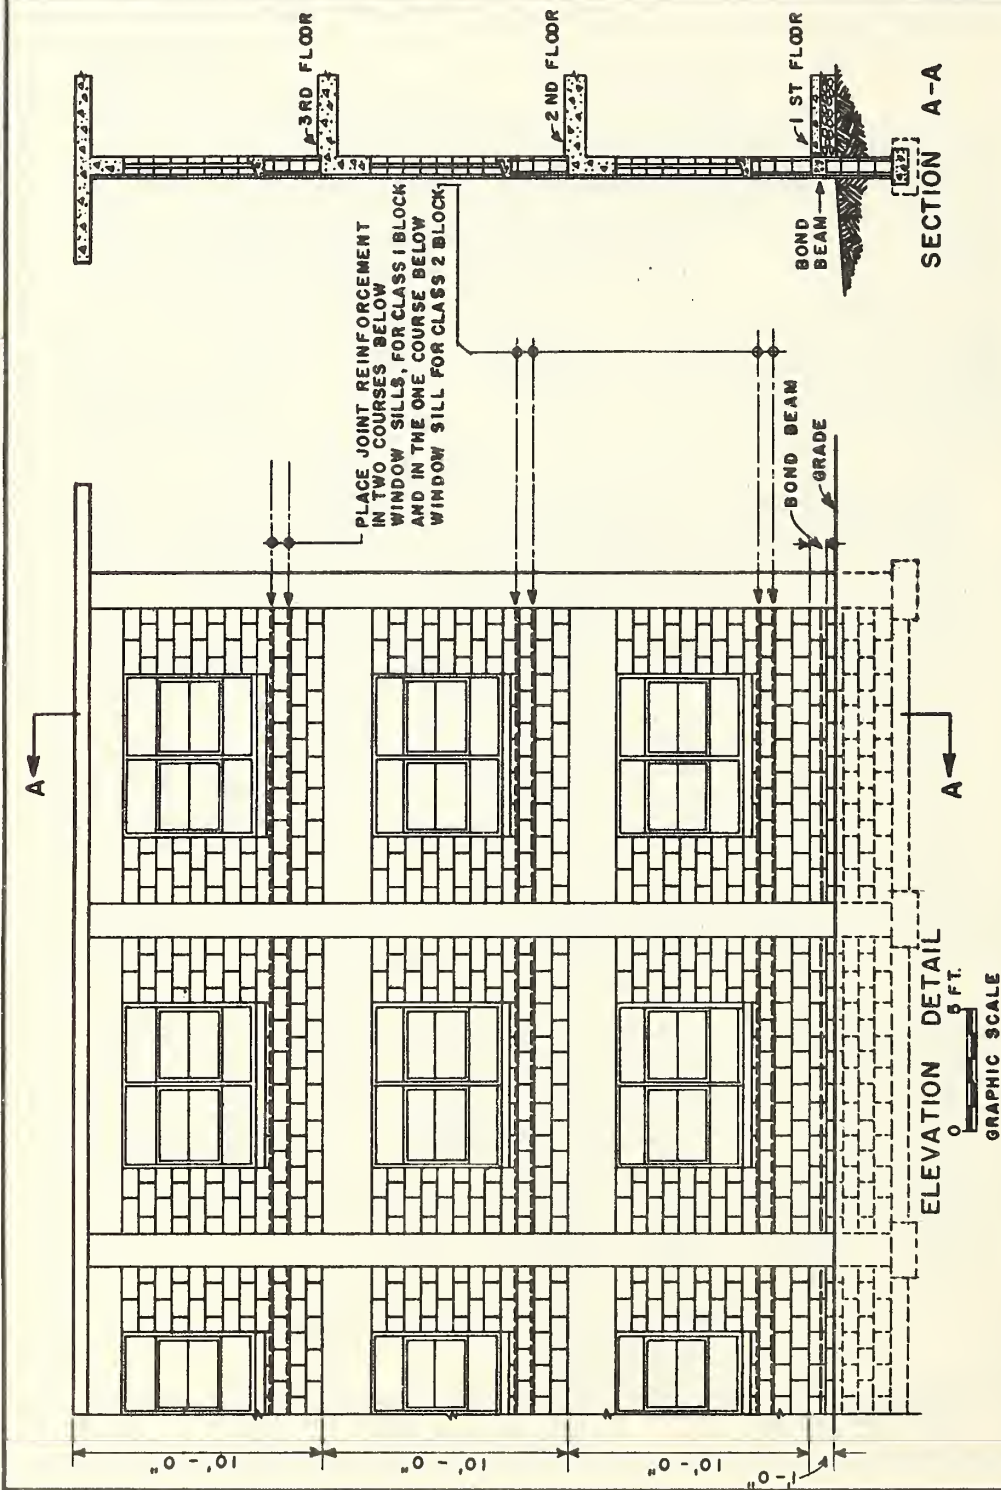 3RD FLOOR
2ND FLOOR
1 ST FLOOR
BOND
BEAM
SECTION A-A
PLACE JOINT REINFORCEMENT
IN TWO COURSES BELOW
WINDOW SILLS, FOR CLASS 1 BLOCK
AND IN THE ONE COURSE BELOW
WINDOW SILL FOR CLASS 2 BLOCK
BOND BEAM
GRADE
A
A
10'-0"
10'-0"
10'-0"
1'-0"
ELEVATION DETAIL
0 5 FT.
GRAPHIC SCALE